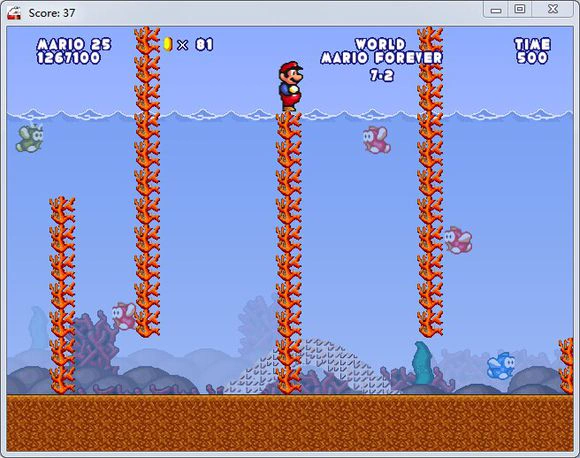 Score: 37
MARIO 25
1267100
× 81
WORLD
MARIO FOREVER
7-2
TIME
500